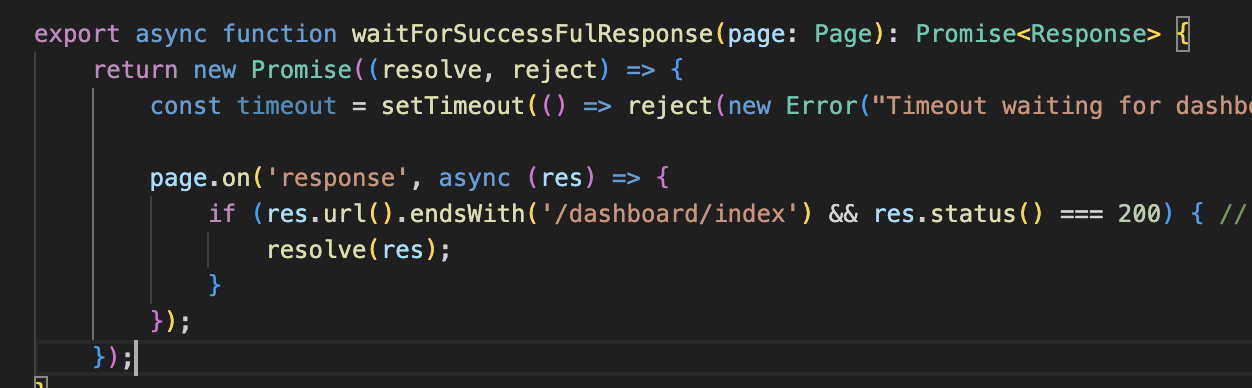 export async function waitForSuccessFulResponse(page: Page): Promise<Response> {
return new Promise((resolve, reject) => {
const timeout = setTimeout(() => reject(new Error("Timeout waiting for dashb
page.on('response', async (res) => {
if (res.url().endsWith('/dashboard/index') && res.status() === 200) { //
resolve(res);
}
});
});
}